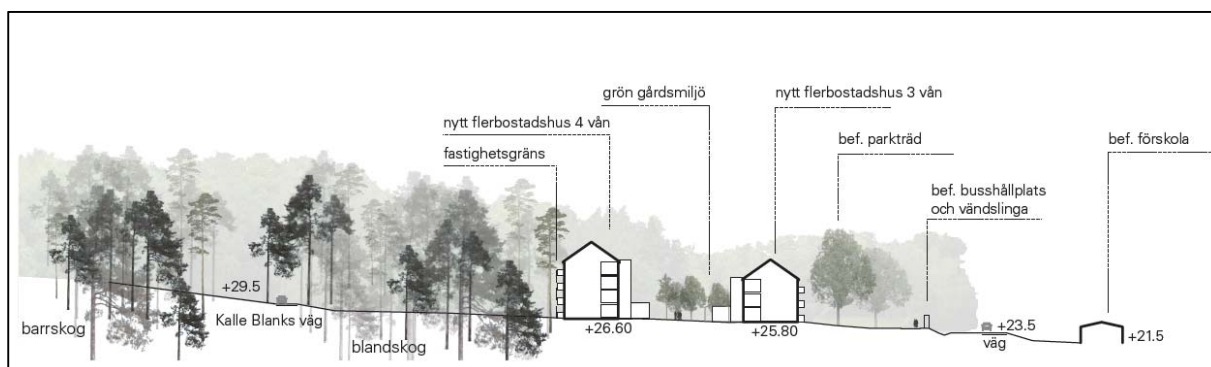 grön gårdsmiljö
nytt flerbostadshus 3 vån
nytt flerbostadshus 4 vån
fastighetsgräns
bef. parkträd
bef. förskola
bef. busshållplats
och vändslinga
+29.5
Kalle Blanks väg
barrskog
blandskog
+26.60
+25.80
+23.5
väg
+21.5